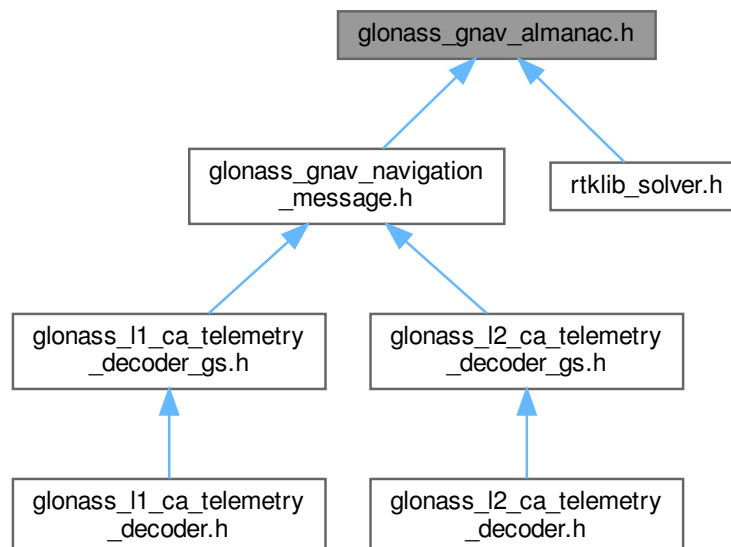 glonass_gnav_almanac.h
glonass_gnav_navigation
_message.h
rtklib_solver.h
glonass_l1_ca_telemetry
_decoder_gs.h
glonass_l2_ca_telemetry
_decoder_gs.h
glonass_l1_ca_telemetry
_decoder.h
glonass_l2_ca_telemetry
_decoder.h